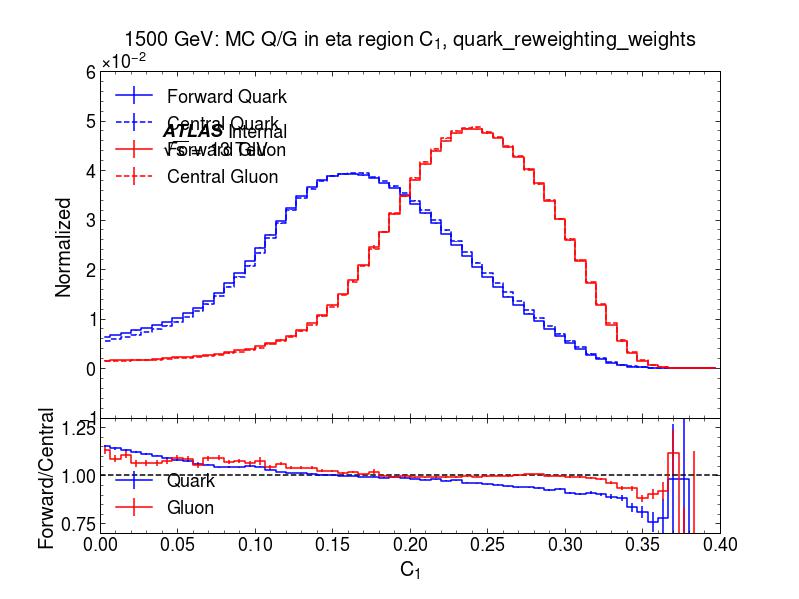 1500 GeV: MC Q/G in eta region C₁, quark_reweighting_weights
×10⁻²
6
5
4
3
2
1
0
−1
Normalized
Forward Quark
Central Quark
ATLAS Internal
Forward Gluon
√s = 13 TeV
Central Gluon
1.25
1.00
0.75
Forward/Central
Quark
Gluon
0.00 0.05 0.10 0.15 0.20 0.25 0.30 0.35 0.40
C₁